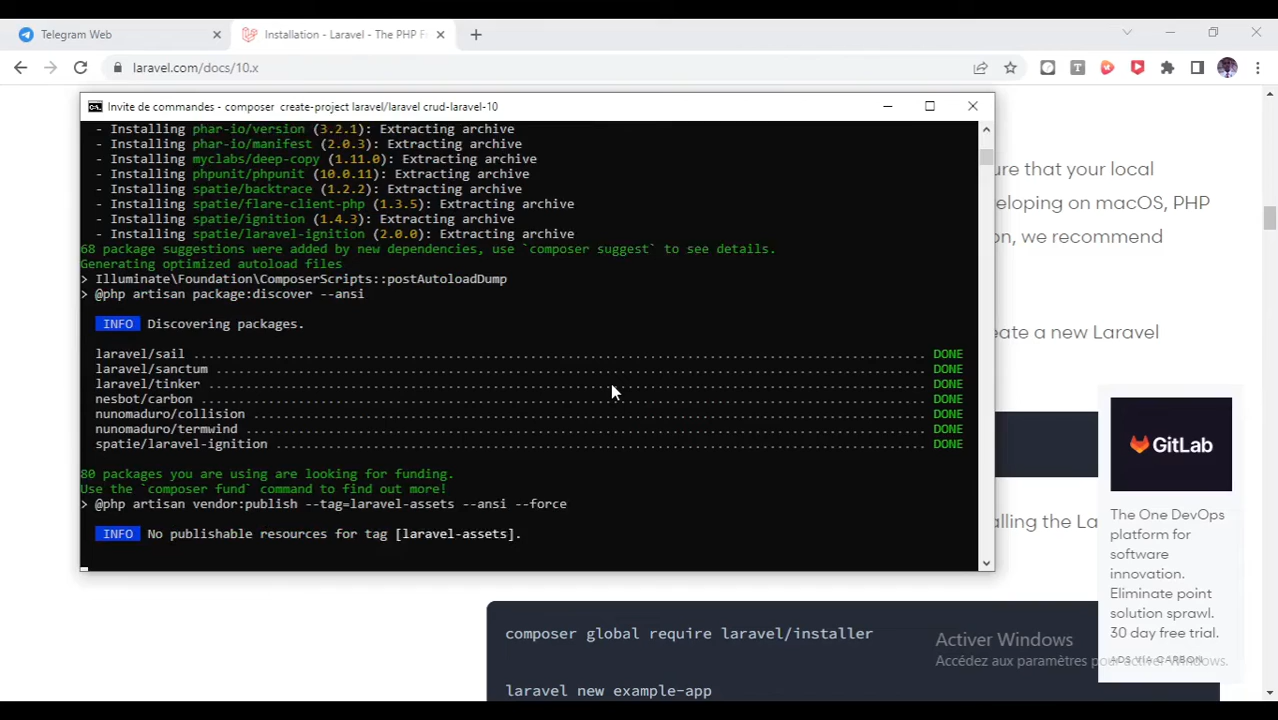 Telegram Web
Installation - Laravel - The PHP F
laravel.com/docs/10.x
Invite de commandes - composer create-project laravel/laravel crud-laravel-10
- Installing phar-io/version (3.2.1): Extracting archive
- Installing phar-io/manifest (2.0.3): Extracting archive
- Installing myclabs/deep-copy (1.11.0): Extracting archive
- Installing phpunit/phpunit (10.0.11): Extracting archive
- Installing spatie/backtrace (1.2.2): Extracting archive
- Installing spatie/flare-client-php (1.3.5): Extracting archive
- Installing spatie/ignition (1.4.3): Extracting archive
- Installing spatie/laravel-ignition (2.0.0): Extracting archive
68 package suggestions were added by new dependencies, use `composer suggest` to see details.
Generating optimized autoload files
> Illuminate\Foundation\ComposerScripts::postAutoloadDump
> @php artisan package:discover --ansi
INFO Discovering packages.
laravel/sail ........ DONE
laravel/sanctum ........ DONE
laravel/tinker ........ DONE
nesbot/carbon ........ DONE
nunomaduro/collision ........ DONE
nunomaduro/termwind ........ DONE
spatie/laravel-ignition ........ DONE
80 packages you are using are looking for funding.
Use the `composer fund` command to find out more!
> @php artisan vendor:publish --tag=laravel-assets --ansi --force
INFO No publishable resources for tag [laravel-assets].
ure that your local
eloping on macOS, PHP
on, we recommend
eate a new Laravel
alling the La
GitLab
The One DevOps
platform for
software
innovation.
Eliminate point
solution sprawl.
30 day free trial.
ADS VIA CARBON
composer global require laravel/installer
laravel new example-app
Activer Windows
Accédez aux paramètres pour activer Windows.